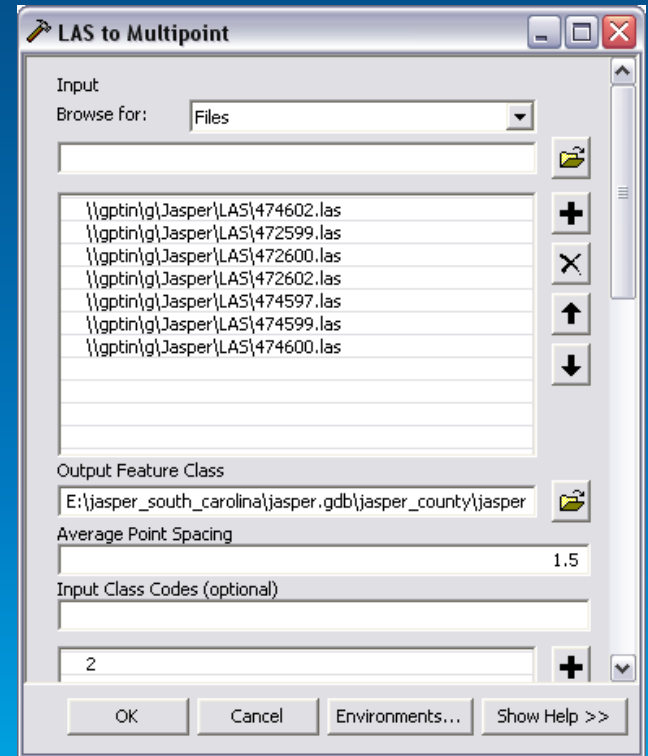 LAS to Multipoint
Input
Browse for:
Files
\\gptin\g\Jasper\LAS\474602.las
\\gptin\g\Jasper\LAS\472599.las
\\gptin\g\Jasper\LAS\472600.las
\\gptin\g\Jasper\LAS\472602.las
\\gptin\g\Jasper\LAS\474597.las
\\gptin\g\Jasper\LAS\474599.las
\\gptin\g\Jasper\LAS\474600.las
Output Feature Class
E:\jasper_south_carolina\jasper.gdb\jasper_county\jasper
Average Point Spacing
1.5
Input Class Codes (optional)
2
OK
Cancel
Environments...
Show Help >>